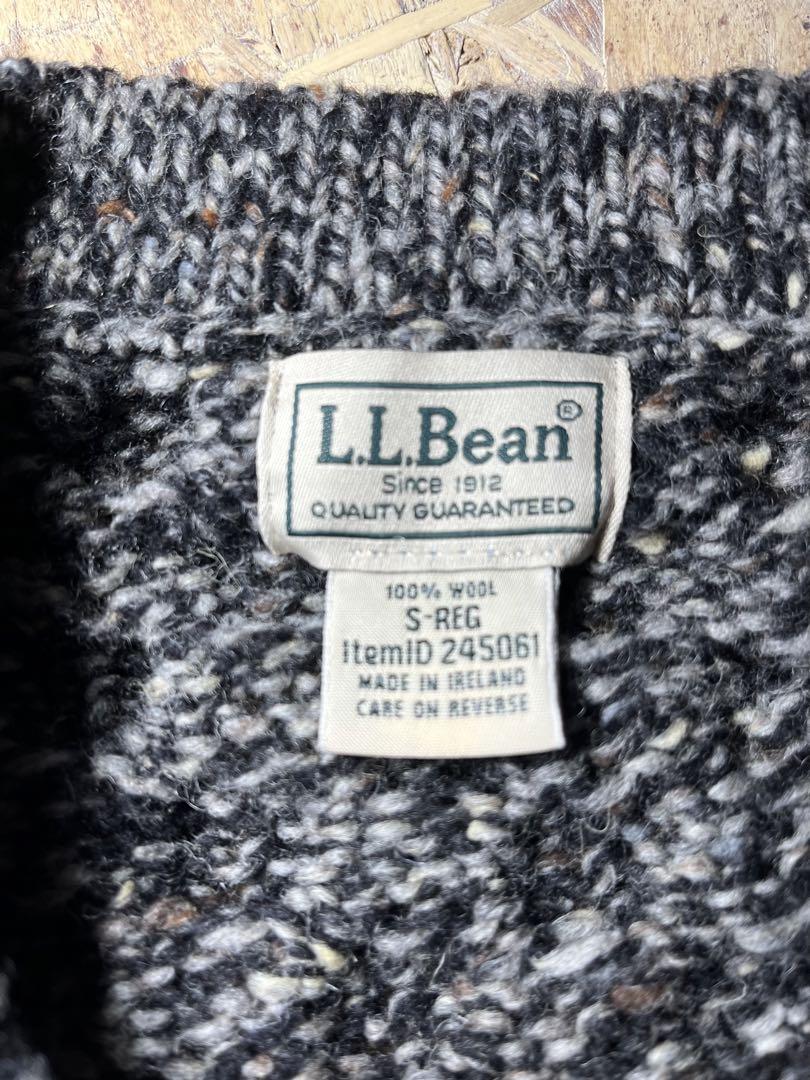 L.L.Bean®
Since 1912
QUALITY GUARANTEED
100% WOOL
S-REG
ItemID 245061
MADE IN IRELAND
CARE ON REVERSE